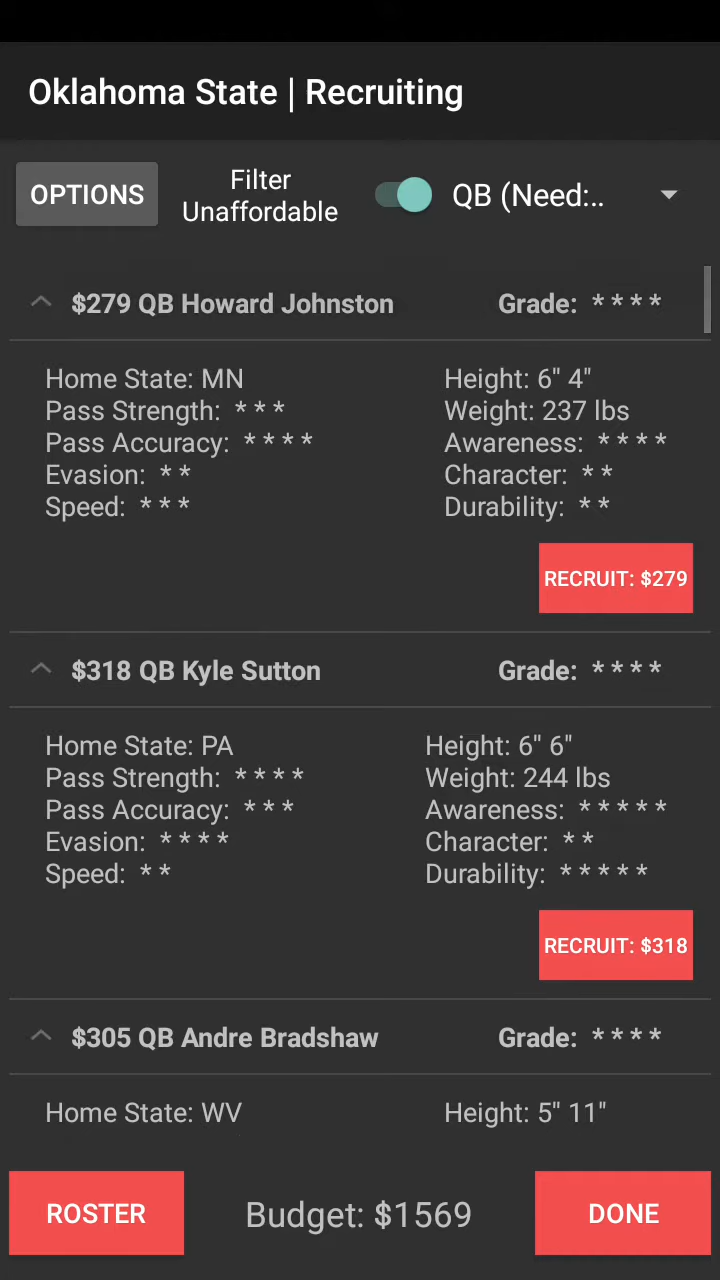 Oklahoma State | Recruiting
OPTIONS
Filter
Unaffordable
QB (Need:..
$279 QB Howard Johnston Grade: * * * *
Home State: MN Height: 6" 4"
Pass Strength: * * * Weight: 237 lbs
Pass Accuracy: * * * * Awareness: * * * *
Evasion: * * Character: * *
Speed: * * * Durability: * *
RECRUIT: $279
$318 QB Kyle Sutton Grade: * * * *
Home State: PA Height: 6" 6"
Pass Strength: * * * * Weight: 244 lbs
Pass Accuracy: * * * Awareness: * * * * *
Evasion: * * * * Character: * *
Speed: * * Durability: * * * * *
RECRUIT: $318
$305 QB Andre Bradshaw Grade: * * * *
Home State: WV Height: 5" 11"
ROSTER Budget: $1569 DONE